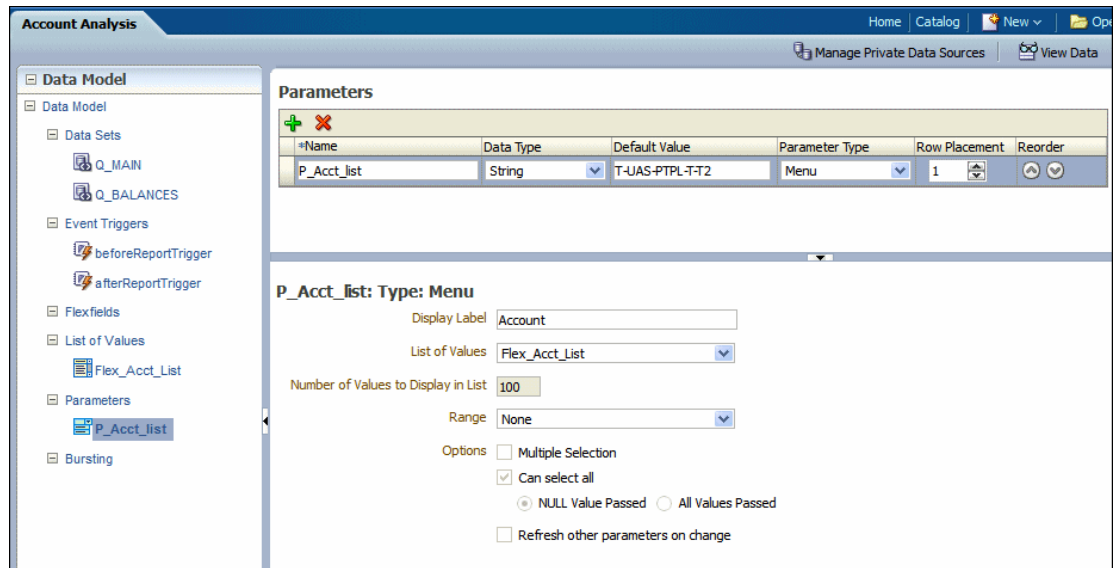 Account Analysis
Home Catalog New Ope
Manage Private Data Sources View Data
Data Model
Data Model
Data Sets
Q_MAIN
Q_BALANCES
Event Triggers
beforeReportTrigger
afterReportTrigger
Flexfields
List of Values
Flex_Acct_List
Parameters
P_Acct_list
Bursting
Parameters
*Name Data Type Default Value Parameter Type Row Placement Reorder
P_Acct_list String T-UAS-PTPL-T-T2 Menu 1
P_Acct_list: Type: Menu
Display Label Account
List of Values Flex_Acct_List
Number of Values to Display in List 100
Range None
Options Multiple Selection
Can select all
NULL Value Passed All Values Passed
Refresh other parameters on change